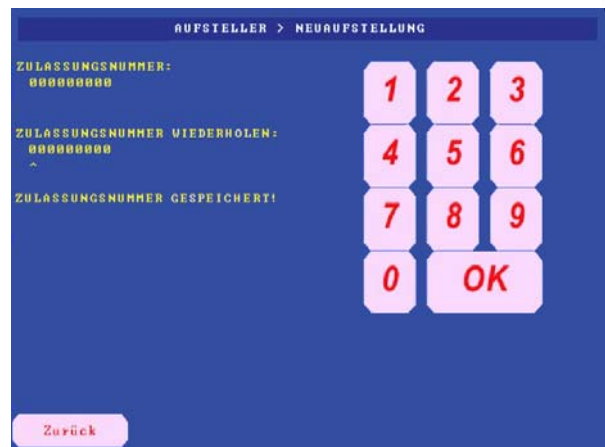 AUFSTELLER > NEUAUFSTELLUNG
ZULASSUNGSNUMMER:
000000000
ZULASSUNGSNUMMER WIEDERHOLEN:
000000000
^
ZULASSUNGSNUMMER GESPEICHERT!
1 2 3
4 5 6
7 8 9
0 OK
Zurück